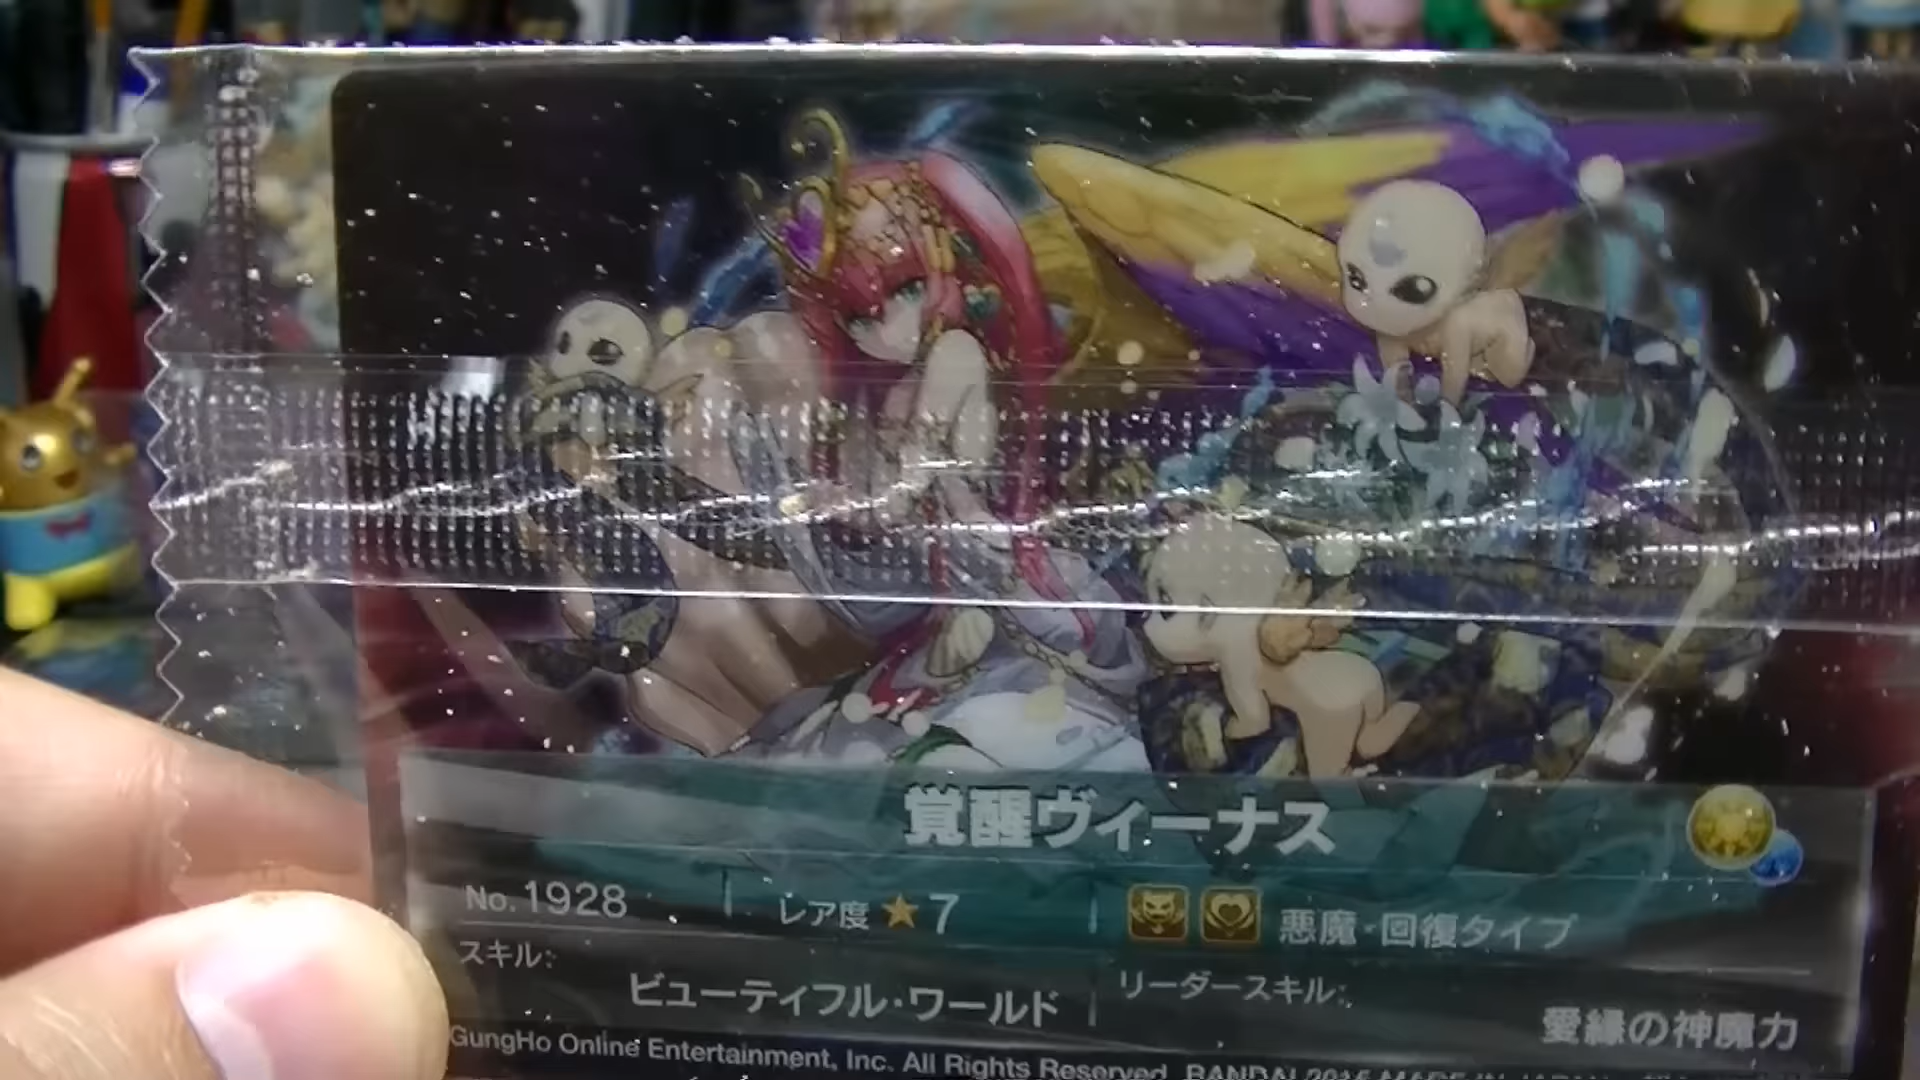 覚醒ヴィーナス
No.1928
レア度★7
悪魔・回復タイプ
スキル:
ビューティフル・ワールド
リーダースキル:
愛縁の神魔力
GungHo Online Entertainment, Inc. All Rights Reserved. BANDAI